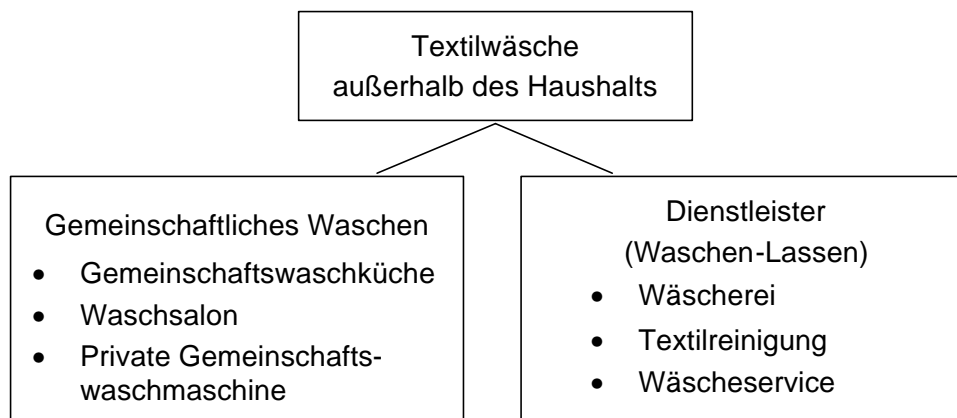 Textilwäsche
außerhalb des Haushalts
Gemeinschaftliches Waschen
• Gemeinschaftswaschküche
• Waschsalon
• Private Gemeinschafts-
waschmaschine
Dienstleister
(Waschen-Lassen)
• Wäscherei
• Textilreinigung
• Wäscheservice